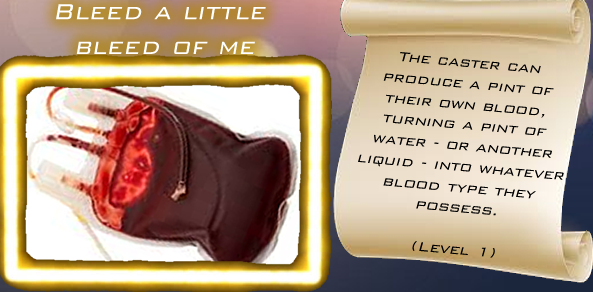 Bleed a little
bleed of me
The caster can
produce a pint of
their own blood,
turning a pint of
water - or another
liquid - into whatever
blood type they
possess.
(Level 1)